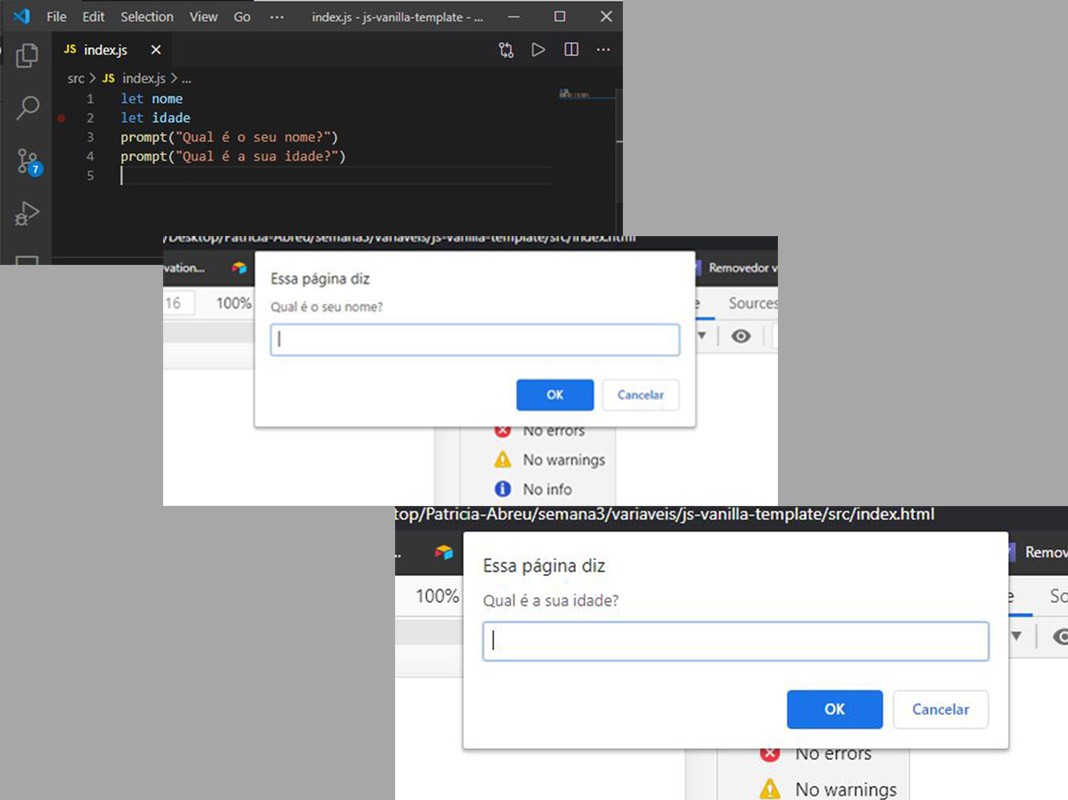 File Edit Selection View Go ··· index.js - js-vanilla-template - ...
JS index.js
src > JS index.js > ...
1 let nome
2 let idade
3 prompt("Qual é o seu nome?")
4 prompt("Qual é a sua idade?")
5
7
/Desktop/Patricia-Abreu/semana3/variaveis/js-vanilla-template/src/index.html
vation... Removedor v
Essa página diz
16 100% Qual é o seu nome? e Sources
OK Cancelar
No errors
No warnings
No info
top/Patricia-Abreu/semana3/variaveis/js-vanilla-template/src/index.html
.. Remov
Essa página diz
100% Qual é a sua idade? e So
OK Cancelar
No errors
No warnings